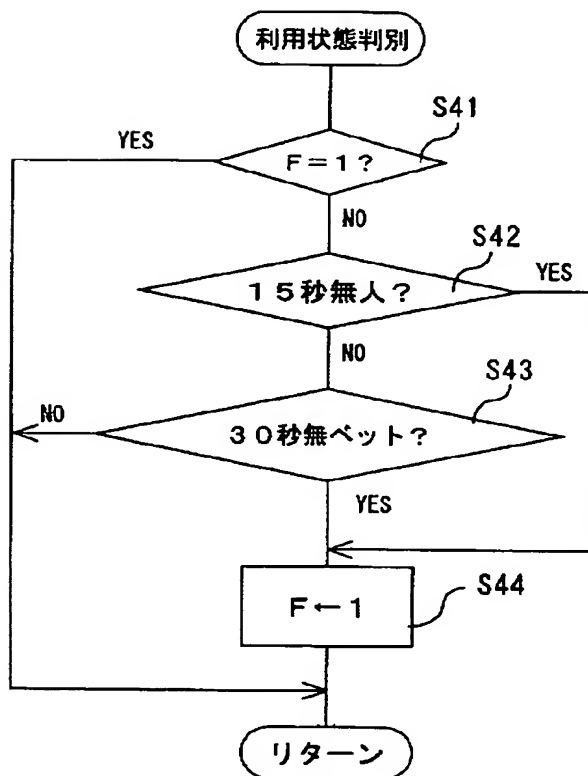 利用状態判別
S41
YES
F=1?
NO
S42
YES
15秒無人?
NO
S43
NO
30秒無ベット?
YES
S44
F←1
リターン